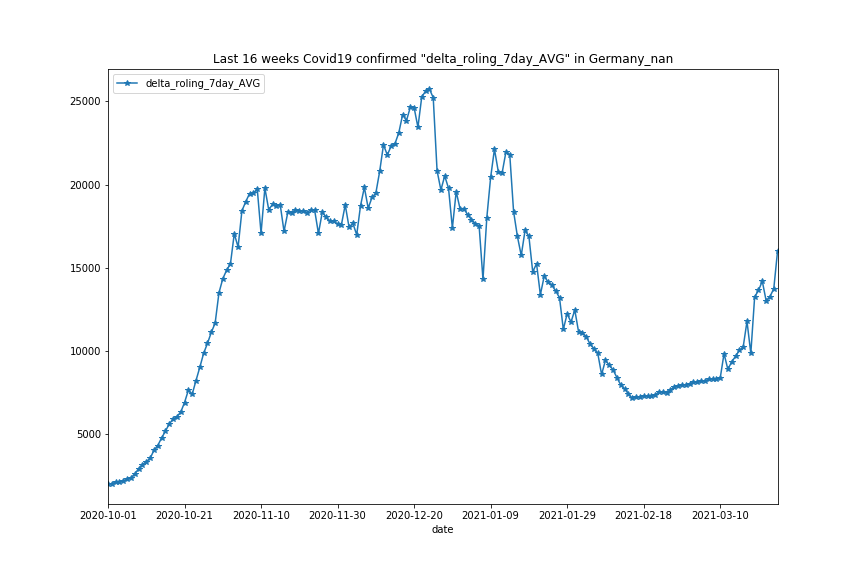 Last 16 weeks Covid19 confirmed "delta_roling_7day_AVG" in Germany_nan
delta_roling_7day_AVG
25000
20000
15000
10000
5000
2020-10-01 2020-10-21 2020-11-10 2020-11-30 2020-12-20 2021-01-09 2021-01-29 2021-02-18 2021-03-10
date